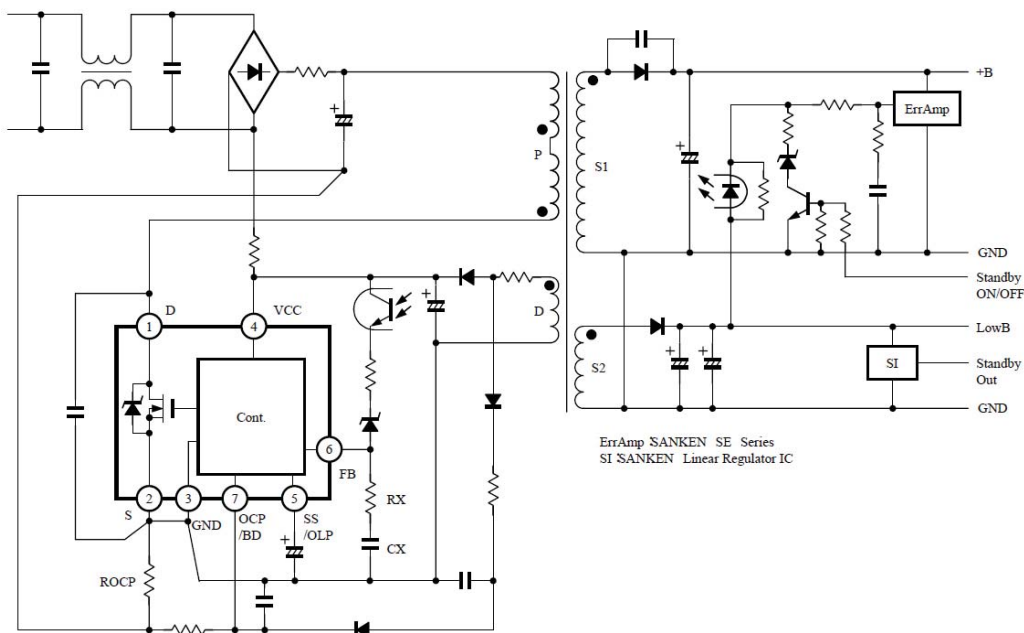 +B
ErrAmp
P
S1
GND
Standby
ON/OFF
D
D
VCC
1
4
LowB
S2
SI
Standby
Out
Cont.
GND
6
FB
ErrAmp SANKEN SE Series
SI SANKEN Linear Regulator IC
2
3
7
5
RX
S
GND
OCP
/BD
SS
/OLP
CX
ROCP